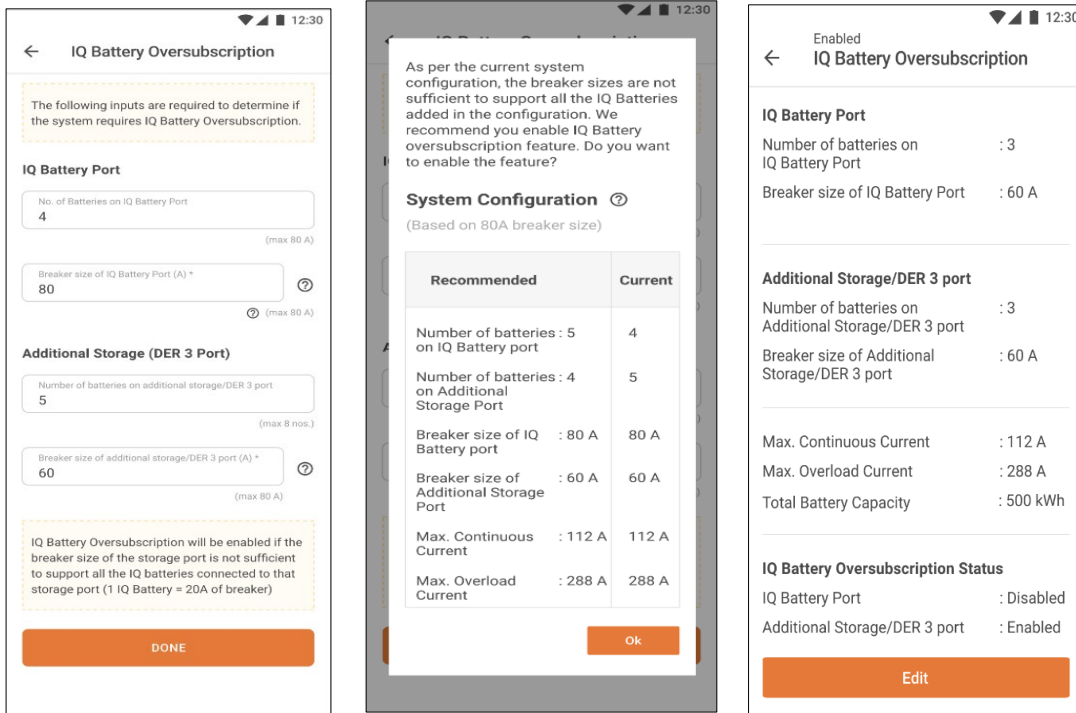 12:30
IQ Battery Oversubscription
The following inputs are required to determine if
the system requires IQ Battery Oversubscription.
IQ Battery Port
No. of Batteries on IQ Battery Port
4
(max 80 A)
Breaker size of IQ Battery Port (A) *
80
(max 80 A)
Additional Storage (DER 3 Port)
Number of batteries on additional storage/DER 3 port
5
(max 8 nos.)
Breaker size of additional storage/DER 3 port (A) *
60
(max 80 A)
IQ Battery Oversubscription will be enabled if the
breaker size of the storage port is not sufficient
to support all the IQ batteries connected to that
storage port (1 IQ Battery = 20A of breaker)
DONE
12:30
As per the current system
configuration, the breaker sizes are not
sufficient to support all the IQ Batteries
added in the configuration. We
recommend you enable IQ Battery
oversubscription feature. Do you want
to enable the feature?
System Configuration
(Based on 80A breaker size)
Recommended Current
Number of batteries : 5 4
on IQ Battery port
Number of batteries : 4 5
on Additional
Storage Port
Breaker size of IQ : 80 A 80 A
Battery port
Breaker size of : 60 A 60 A
Additional Storage
Port
Max. Continuous : 112 A 112 A
Current
Max. Overload : 288 A 288 A
Current
Ok
12:30
Enabled
IQ Battery Oversubscription
IQ Battery Port
Number of batteries on : 3
IQ Battery Port
Breaker size of IQ Battery Port : 60 A
Additional Storage/DER 3 port
Number of batteries on : 3
Additional Storage/DER 3 port
Breaker size of Additional : 60 A
Storage/DER 3 port
Max. Continuous Current : 112 A
Max. Overload Current : 288 A
Total Battery Capacity : 500 kWh
IQ Battery Oversubscription Status
IQ Battery Port : Disabled
Additional Storage/DER 3 port : Enabled
Edit